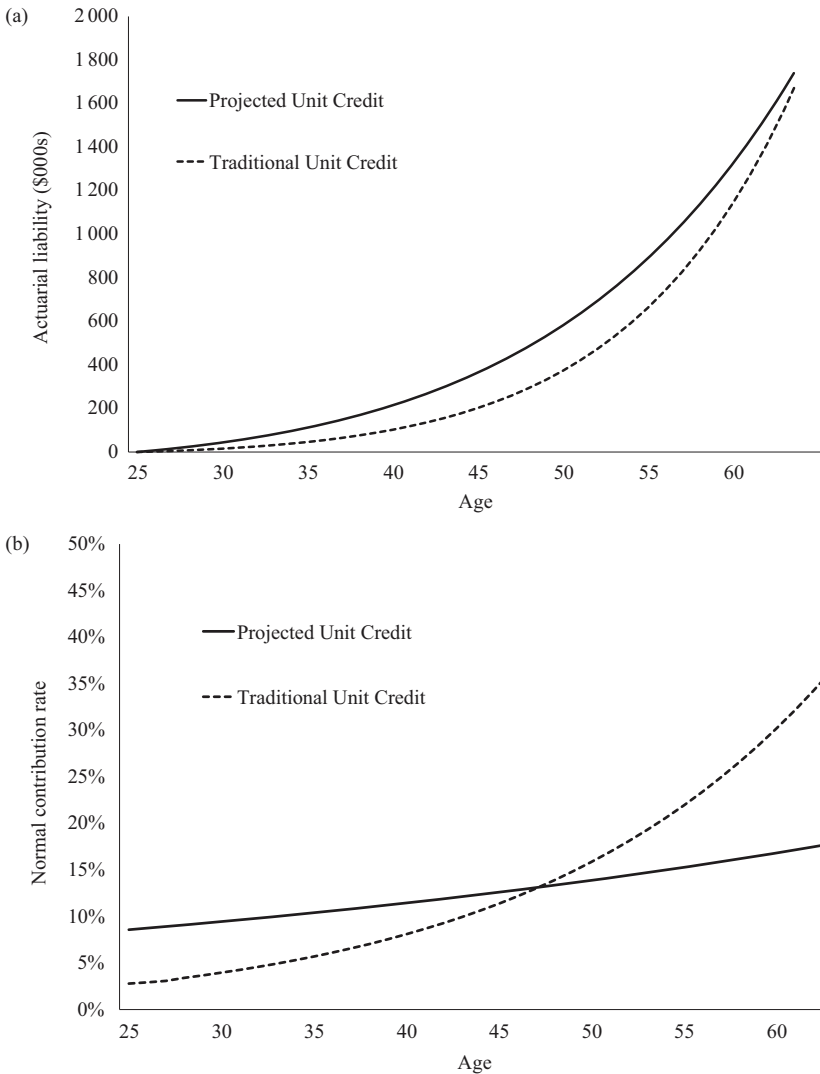 (a)
2 000
1 800
1 600
1 400
1 200
1 000
800
600
400
200
0
Actuarial liability ($000s)
Projected Unit Credit
Traditional Unit Credit
25 30 35 40 45 50 55 60
Age
(b)
50%
45%
40%
35%
30%
25%
20%
15%
10%
5%
0%
Normal contribution rate
Projected Unit Credit
Traditional Unit Credit
25 30 35 40 45 50 55 60
Age